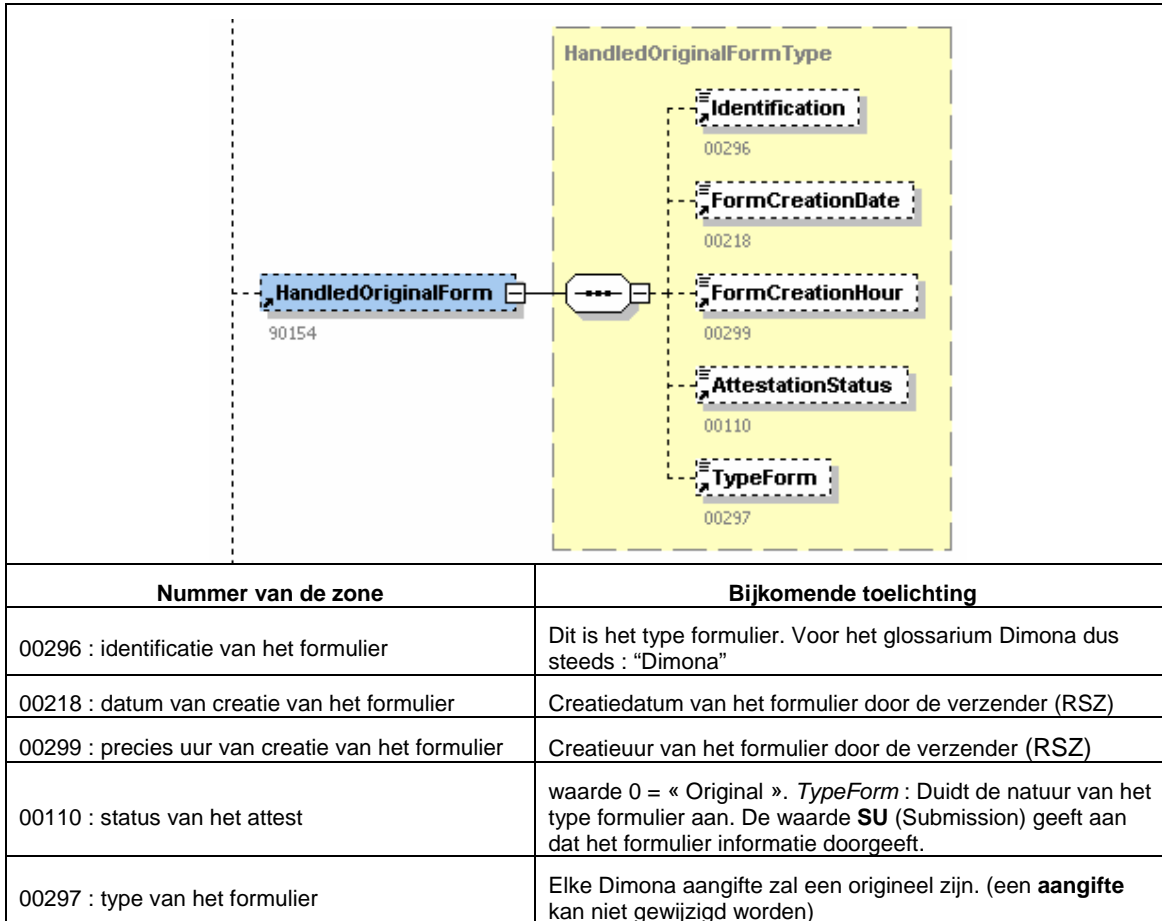 HandledOriginalFormType
Identification
00296
FormCreationDate
00218
HandledOriginalForm
90154
FormCreationHour
00299
AttestationStatus
00110
TypeForm
00297
Nummer van de zone
Bijkomende toelichting
00296 : identificatie van het formulier
Dit is het type formulier. Voor het glossarium Dimona dus
steeds : “Dimona”
00218 : datum van creatie van het formulier
Creatiedatum van het formulier door de verzender (RSZ)
00299 : precies uur van creatie van het formulier
Creatieuur van het formulier door de verzender (RSZ)
00110 : status van het attest
waarde 0 = « Original ». TypeForm : Duidt de natuur van het
type formulier aan. De waarde SU (Submission) geeft aan
dat het formulier informatie doorgeeft.
00297 : type van het formulier
Elke Dimona aangifte zal een origineel zijn. (een aangifte
kan niet gewijzigd worden)